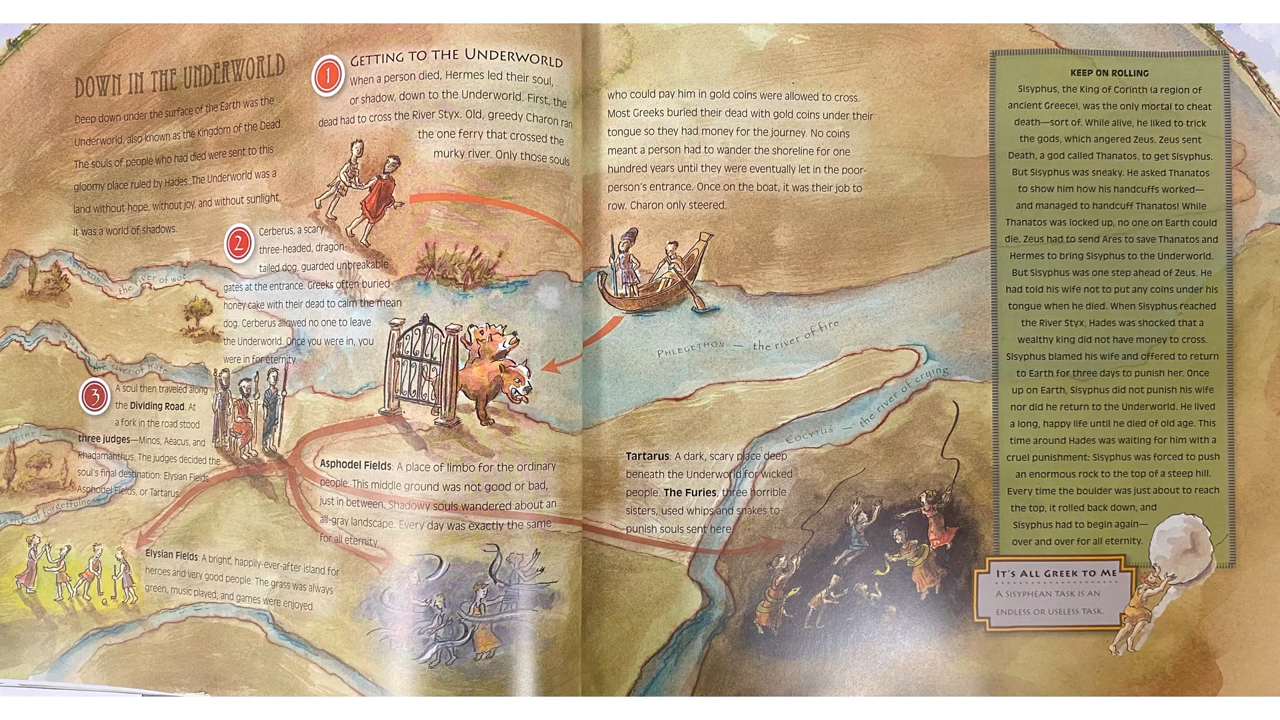 DOWN IN THE UNDERWORLD
Deep down under the surface of the Earth was the
Underworld, also known as the Kingdom of the Dead
The souls of people who had died were sent to this
gloomy place ruled by Hades. The Underworld was a
land without hope, without joy, and without sunlight.
It was a world of shadows.
1
GETTING TO THE UNDERWORLD
When a person died, Hermes led their soul,
or shadow, down to the Underworld. First, the
dead had to cross the River Styx. Old, greedy Charon ran
the one ferry that crossed the
murky river. Only those souls
who could pay him in gold coins were allowed to cross.
Most Greeks buried their dead with gold coins under their
tongue so they had money for the journey. No coins
meant a person had to wander the shoreline for one
hundred years until they were eventually let in the poor-
person's entrance. Once on the boat, it was their job to
row. Charon only steered.
2
Cerberus, a scary
three-headed, dragon-
tailed dog, guarded unbreakable
gates at the entrance. Greeks often buried
honey cake with their dead to calm the mean
dog. Cerberus allowed no one to leave
the Underworld. Once you were in, you
were in for eternity.
3
A soul then traveled along
the Dividing Road. At
a fork in the road stood
three judges—Minos, Aeacus, and
Rhadamanthus. The judges decided the
soul's final destination: Elysian Fields,
Asphodel Fields, or Tartarus.
Elysian Fields: A bright, happily-ever-after island for
heroes and very good people. The grass was always
green, music played, and games were enjoyed.
Asphodel Fields: A place of limbo for the ordinary
people. This middle ground was not good or bad,
just in between. Shadowy souls wandered about an
all-gray landscape. Every day was exactly the same
for all eternity.
Tartarus: A dark, scary place deep
beneath the Underworld for wicked
people. The Furies, three horrible
sisters, used whips and snakes to
punish souls sent here.
ACHERON — the river of woe
the river of hate
LETHE —
river of forgetfulness
PHLEGETHON — the river of fire
COCYTUS — the river of crying
KEEP ON ROLLING
Sisyphus, the King of Corinth (a region of
ancient Greece), was the only mortal to cheat
death—sort of. While alive, he liked to trick
the gods, which angered Zeus. Zeus sent
Death, a god called Thanatos, to get Sisyphus.
But Sisyphus was sneaky. He asked Thanatos
to show him how his handcuffs worked—
and managed to handcuff Thanatos! While
Thanatos was locked up, no one on Earth could
die. Zeus had to send Ares to save Thanatos and
Hermes to bring Sisyphus to the Underworld.
But Sisyphus was one step ahead of Zeus. He
had told his wife not to put any coins under his
tongue when he died. When Sisyphus reached
the River Styx, Hades was shocked that a
wealthy king did not have money to cross.
Sisyphus blamed his wife and offered to return
to Earth for three days to punish her. Once
up on Earth, Sisyphus did not punish his wife
nor did he return to the Underworld. He lived
a long, happy life until he died of old age. This
time around Hades was waiting for him with a
cruel punishment: Sisyphus was forced to push
an enormous rock to the top of a steep hill.
Every time the boulder was just about to reach
the top, it rolled back down, and
Sisyphus had to begin again—
over and over for all eternity.
IT'S ALL GREEK TO ME
A SISYPHEAN TASK IS AN
ENDLESS OR USELESS TASK.